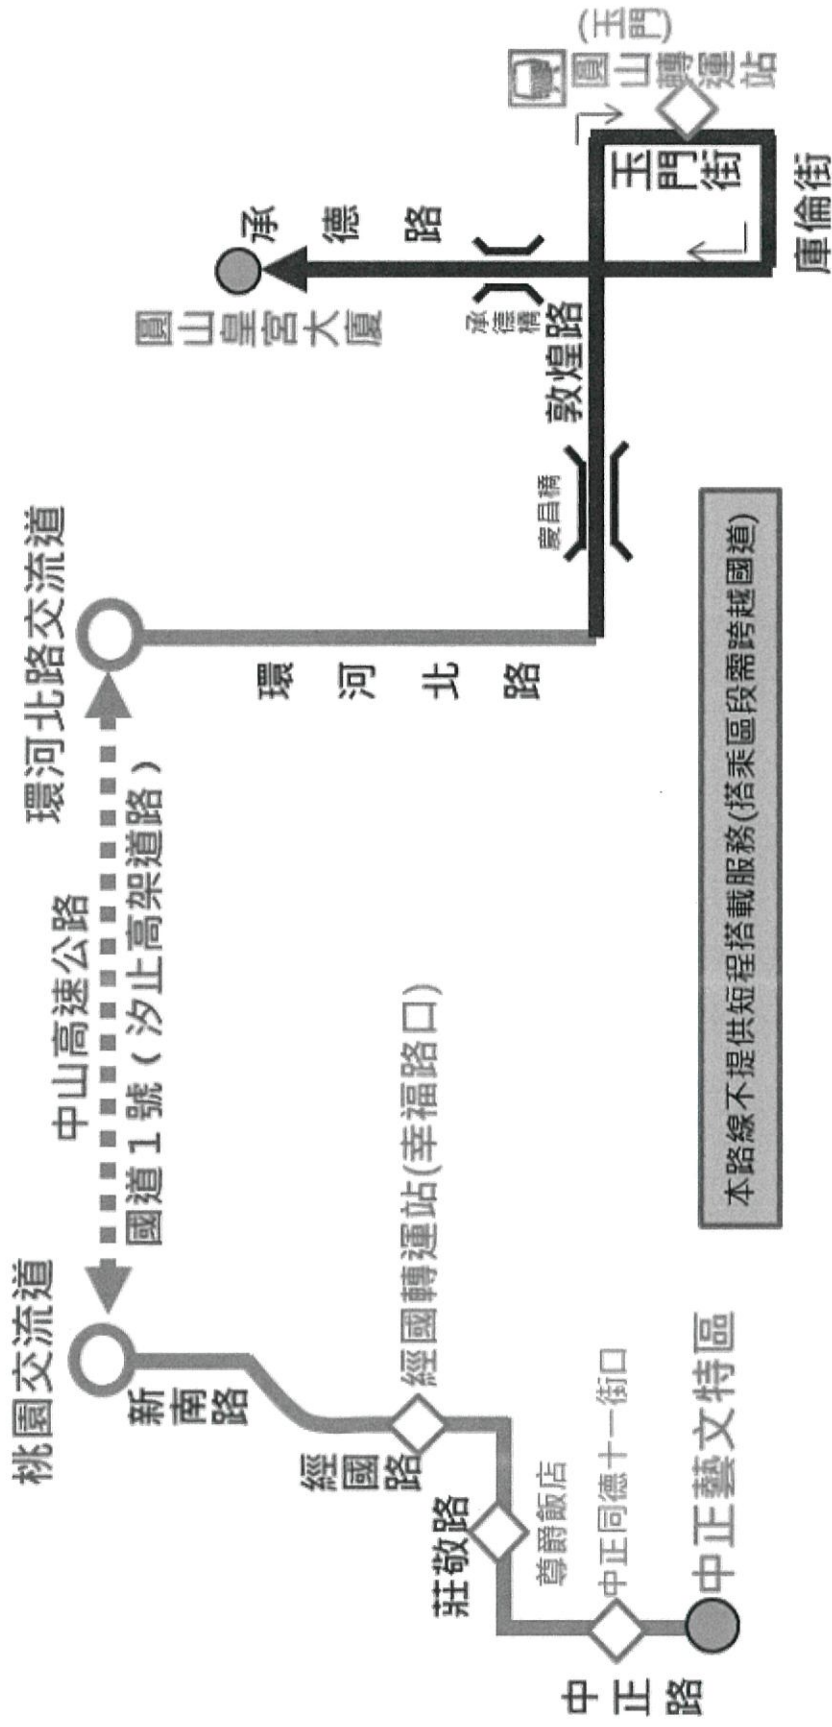 桃園交流道
中山高速公路
國道1號(汐止高架道路)
環河北路交流道
新南路
經國路
經國轉運站(幸福路口)
莊敬路
尊爵飯店
中正同德十一街口
中正藝文特區
中正路
環河北路
慶昌橋
敦煌路
承德橋
圓山皇宮大廈
承德路
(玉門)
圓山轉運站
玉門街
庫倫街
本路線不提供短程搭載服務(搭乘區段需跨越國道)